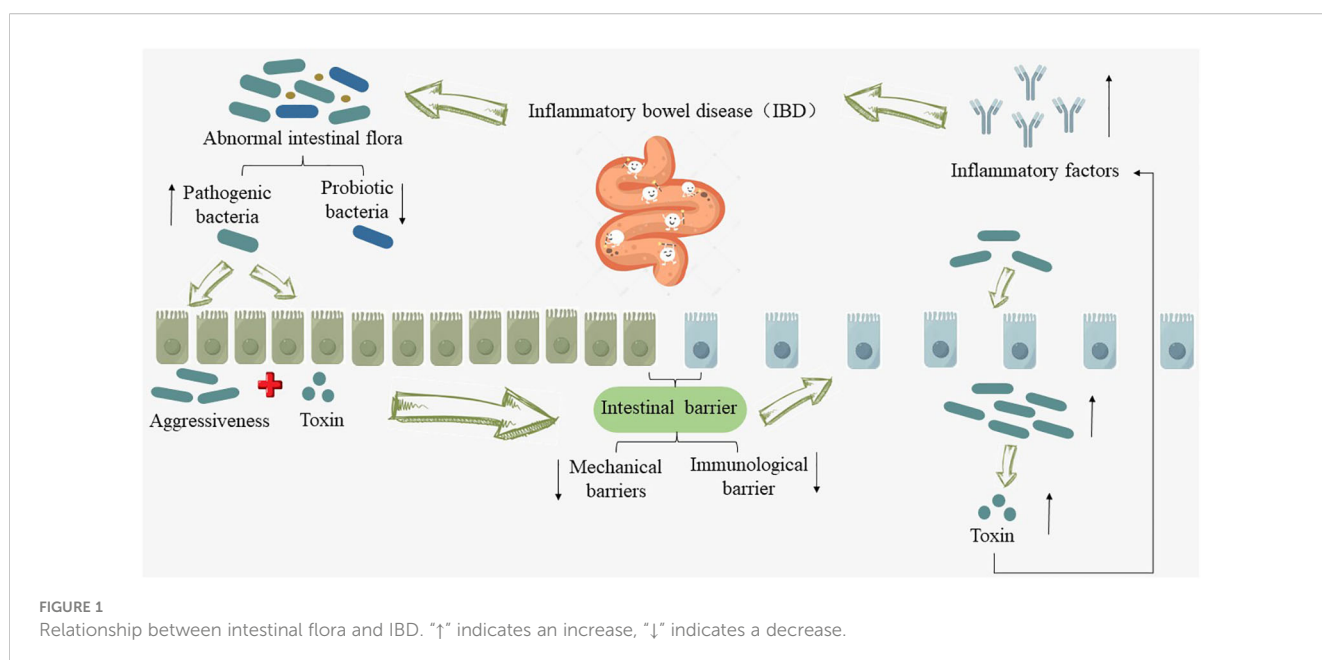 Inflammatory bowel disease（IBD）
Abnormal intestinal flora
↑ Pathogenic
bacteria
Probiotic ↓
bacteria
Inflammatory factors ↑
Aggressiveness
Toxin
Intestinal barrier
↓ Mechanical
barriers
Immunological ↓
barrier
↑
Toxin ↑
FIGURE 1
Relationship between intestinal flora and IBD. “↑” indicates an increase, “↓” indicates a decrease.